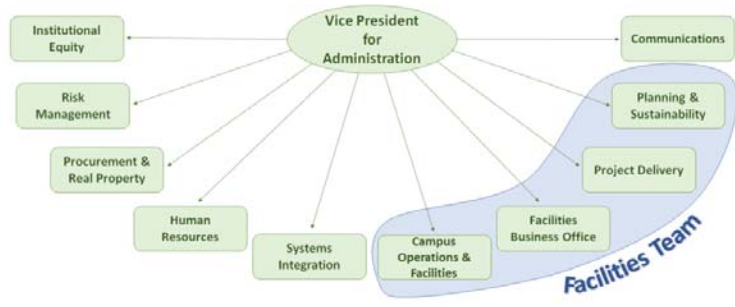 Vice President
for
Administration
Institutional
Equity
Risk
Management
Procurement &
Real Property
Human
Resources
Systems
Integration
Campus
Operations &
Facilities
Facilities
Business Office
Project Delivery
Planning &
Sustainability
Communications
Facilities Team